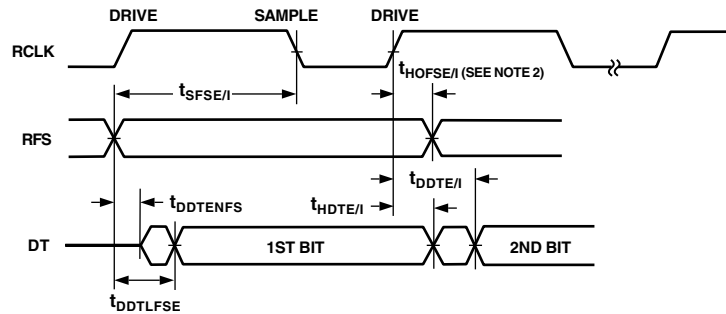 DRIVE SAMPLE DRIVE
RCLK
tHOFSE/I (SEE NOTE 2)
tSFSE/I
RFS
tDDTE/I
tDDTENFS
tHDTE/I
DT 1ST BIT 2ND BIT
tDDTLFSE